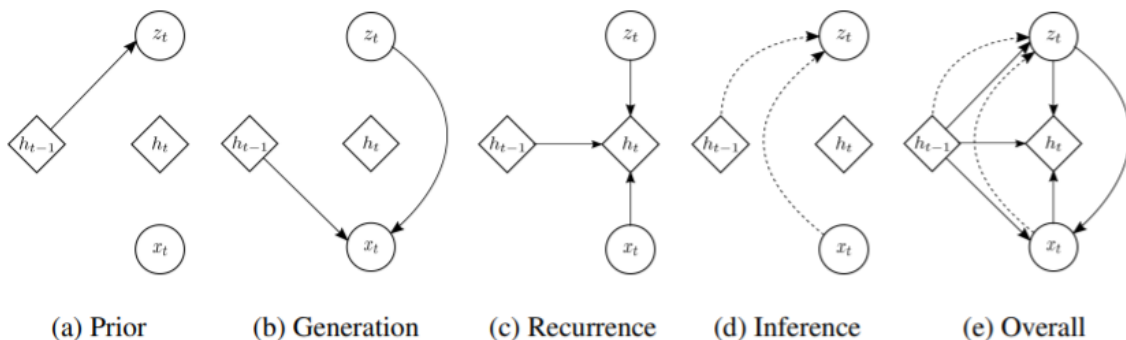 z_t z_t z_t z_t z_t
h_{t-1} h_t h_{t-1} h_t h_{t-1} h_t h_{t-1} h_t h_{t-1} h_t
x_t x_t x_t x_t x_t
(a) Prior (b) Generation (c) Recurrence (d) Inference (e) Overall